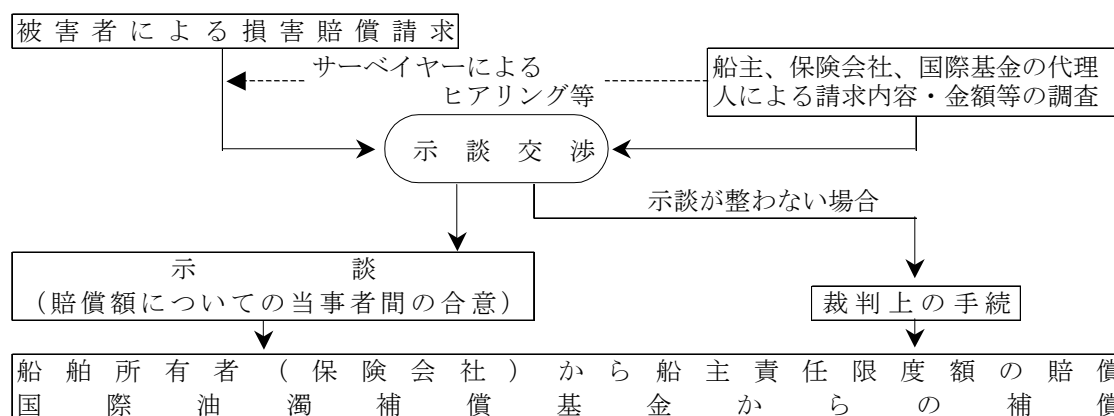 被害者による損害賠償請求
サーベイヤーによる
ヒアリング等
船主、保険会社、国際基金の代理
人による請求内容・金額等の調査
示談交渉
示談が整わない場合
示談
（賠償額についての当事者間の合意）
裁判上の手続
船舶所有者（保険会社）から船主責任限度額の賠償
国際油濁補償基金からの補償